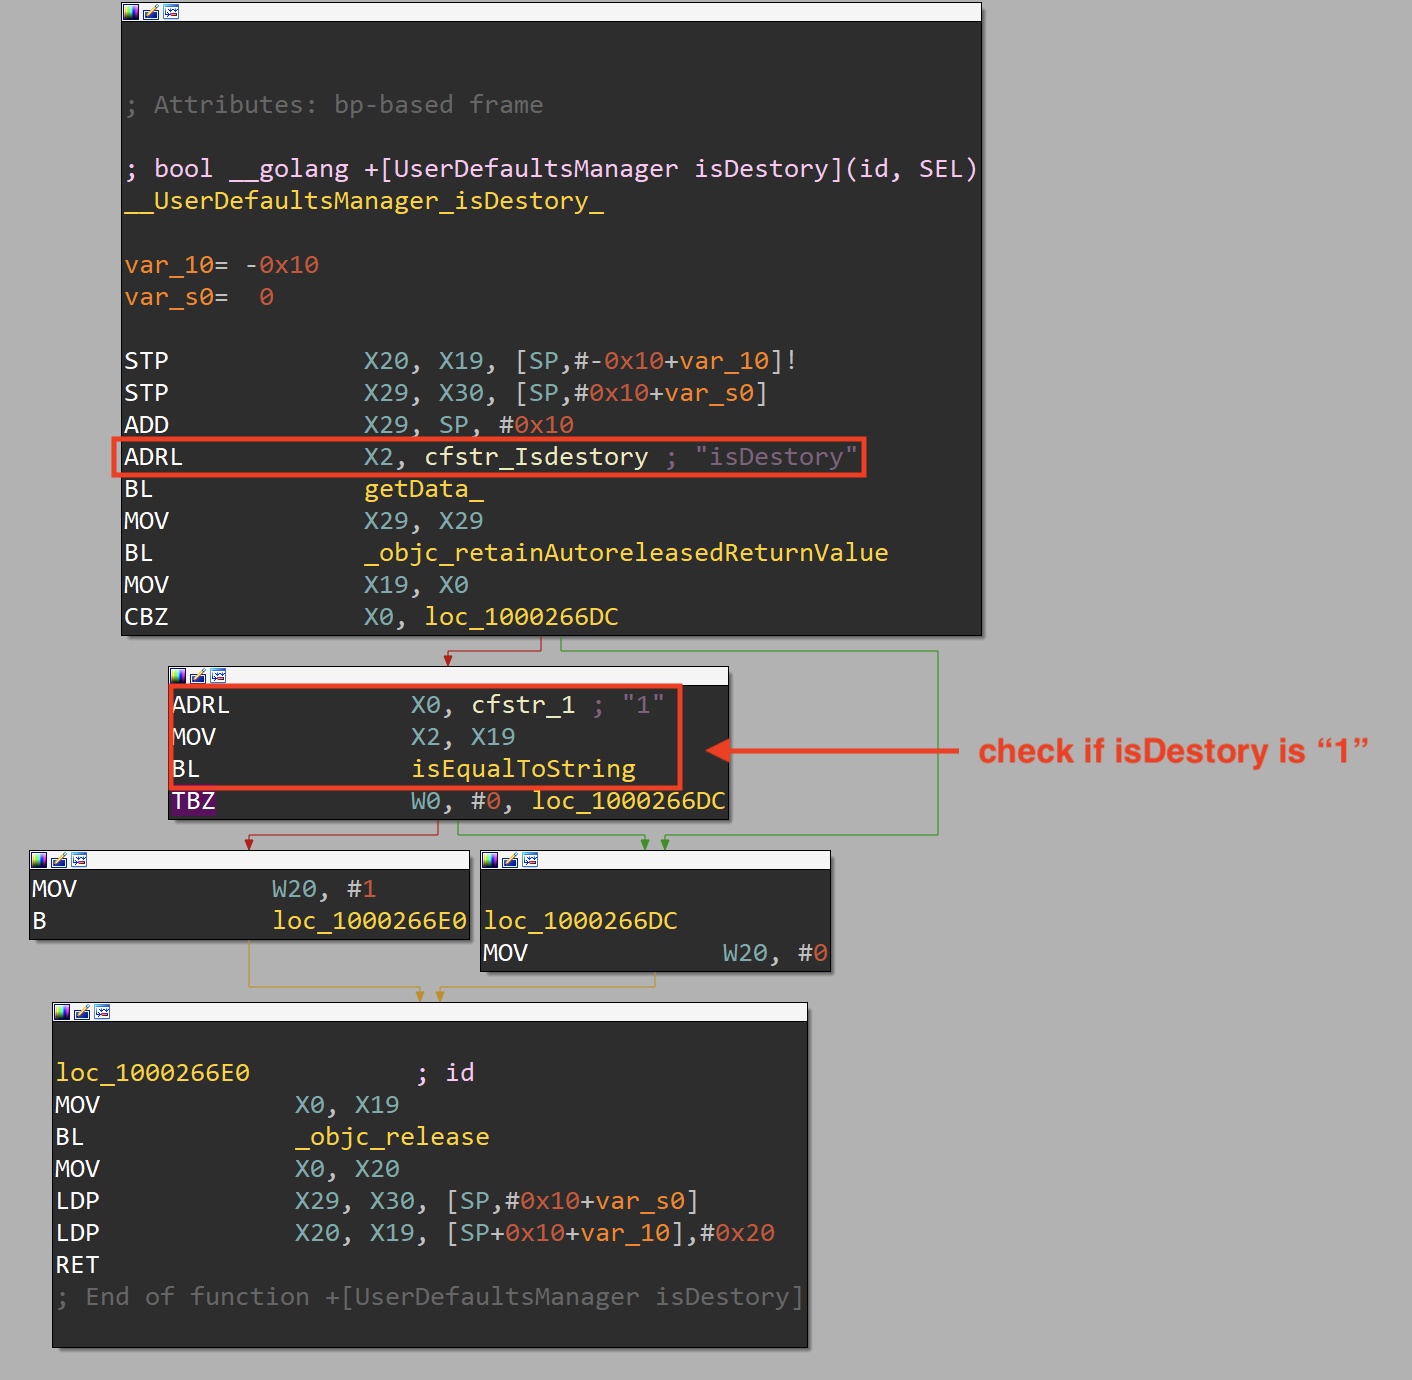 ; Attributes: bp-based frame
; bool __golang +[UserDefaultsManager isDestory](id, SEL)
__UserDefaultsManager_isDestory_
var_10= -0x10
var_s0=  0
STP X20, X19, [SP,#-0x10+var_10]!
STP X29, X30, [SP,#0x10+var_s0]
ADD X29, SP, #0x10
ADRL X2, cfstr_Isdestory ; "isDestory"
BL getData_
MOV X29, X29
BL _objc_retainAutoreleasedReturnValue
MOV X19, X0
CBZ X0, loc_1000266DC
ADRL X0, cfstr_1 ; "1"
MOV X2, X19
BL isEqualToString
TBZ W0, #0, loc_1000266DC
check if isDestory is “1”
MOV W20, #1
B loc_1000266E0
loc_1000266DC
MOV W20, #0
loc_1000266E0 ; id
MOV X0, X19
BL _objc_release
MOV X0, X20
LDP X29, X30, [SP,#0x10+var_s0]
LDP X20, X19, [SP+0x10+var_10],#0x20
RET
; End of function +[UserDefaultsManager isDestory]